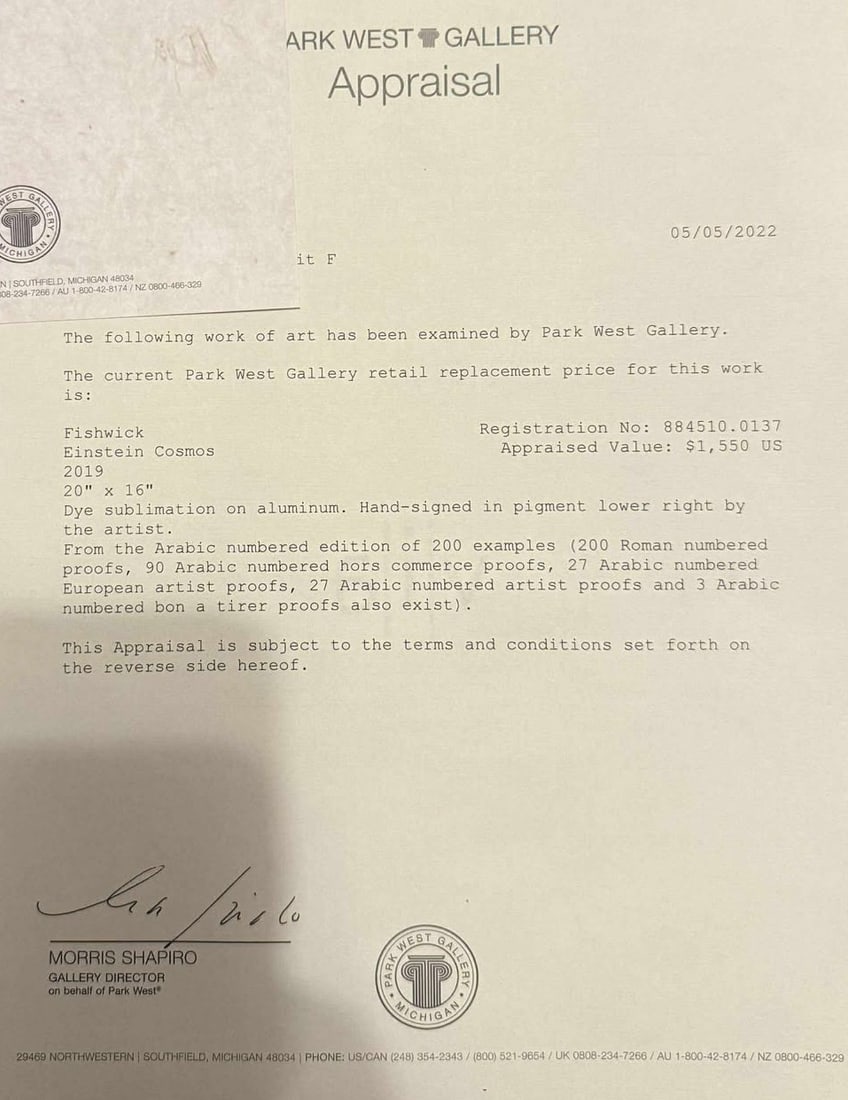 ARK WEST GALLERY
Appraisal
WEST GALLERY
MICHIGAN
05/05/2022
it F
N | SOUTHFIELD, MICHIGAN 48034
808-234-7266 / AU 1-800-42-8174 / NZ 0800-466-329
The following work of art has been examined by Park West Gallery.
The current Park West Gallery retail replacement price for this work
is:
Fishwick
Registration No: 884510.0137
Einstein Cosmos
Appraised Value: $1,550 US
2019
20" x 16"
Dye sublimation on aluminum. Hand-signed in pigment lower right by
the artist.
From the Arabic numbered edition of 200 examples (200 Roman numbered
proofs, 90 Arabic numbered hors commerce proofs, 27 Arabic numbered
European artist proofs, 27 Arabic numbered artist proofs and 3 Arabic
numbered bon a tirer proofs also exist).
This Appraisal is subject to the terms and conditions set forth on
the reverse side hereof.
MORRIS SHAPIRO
GALLERY DIRECTOR
on behalf of Park West®
PARK WEST GALLERY
• MICHIGAN •
29469 NORTHWESTERN | SOUTHFIELD, MICHIGAN 48034 | PHONE: US/CAN (248) 354-2343 / (800) 521-9654 / UK 0808-234-7266 / AU 1-800-42-8174 / NZ 0800-466-329